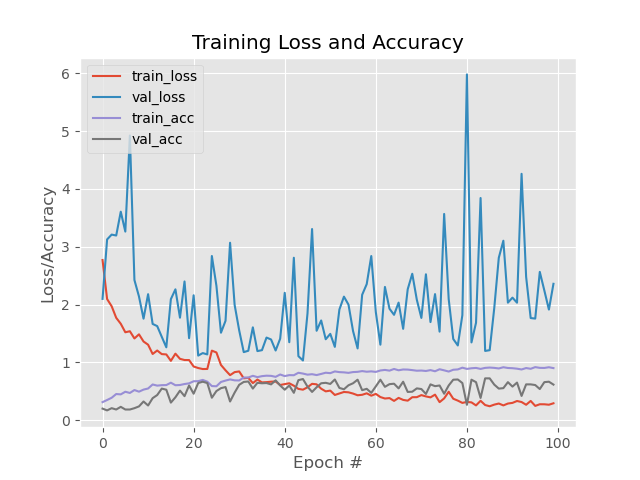 Training Loss and Accuracy
train_loss
val_loss
train_acc
val_acc
Loss/Accuracy
6
5
4
3
2
1
0
0 20 40 60 80 100
Epoch #